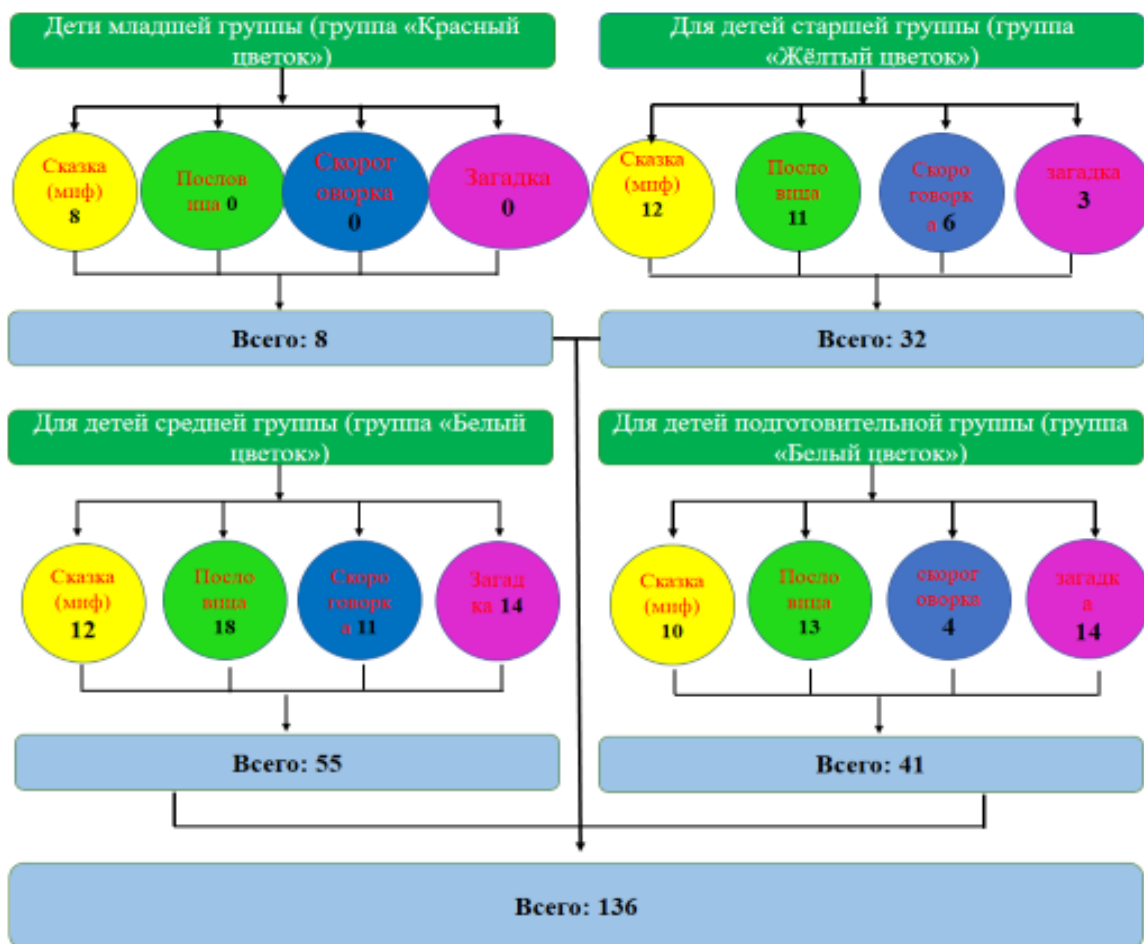 Дети младшей группы (группа «Красный
цветок»)
Для детей старшей группы (группа
«Жёлтый цветок»)
Сказка
(миф)
8
Послов
ица 0
Скорог
оворка
0
Загадка
0
Сказка
(миф)
12
Посло
вица
11
Скоро
говорк
а 6
загадка
3
Всего: 8
Всего: 32
Для детей средней группы (группа «Белый
цветок»)
Для детей подготовительной группы (группа
«Белый цветок»)
Сказка
(миф)
12
Посло
вица
18
Скоро
говорк
а 11
Загад
ка 14
Сказка
(миф)
10
Посло
вица
13
скорог
оворка
4
загадк
а
14
Всего: 55
Всего: 41
Всего: 136